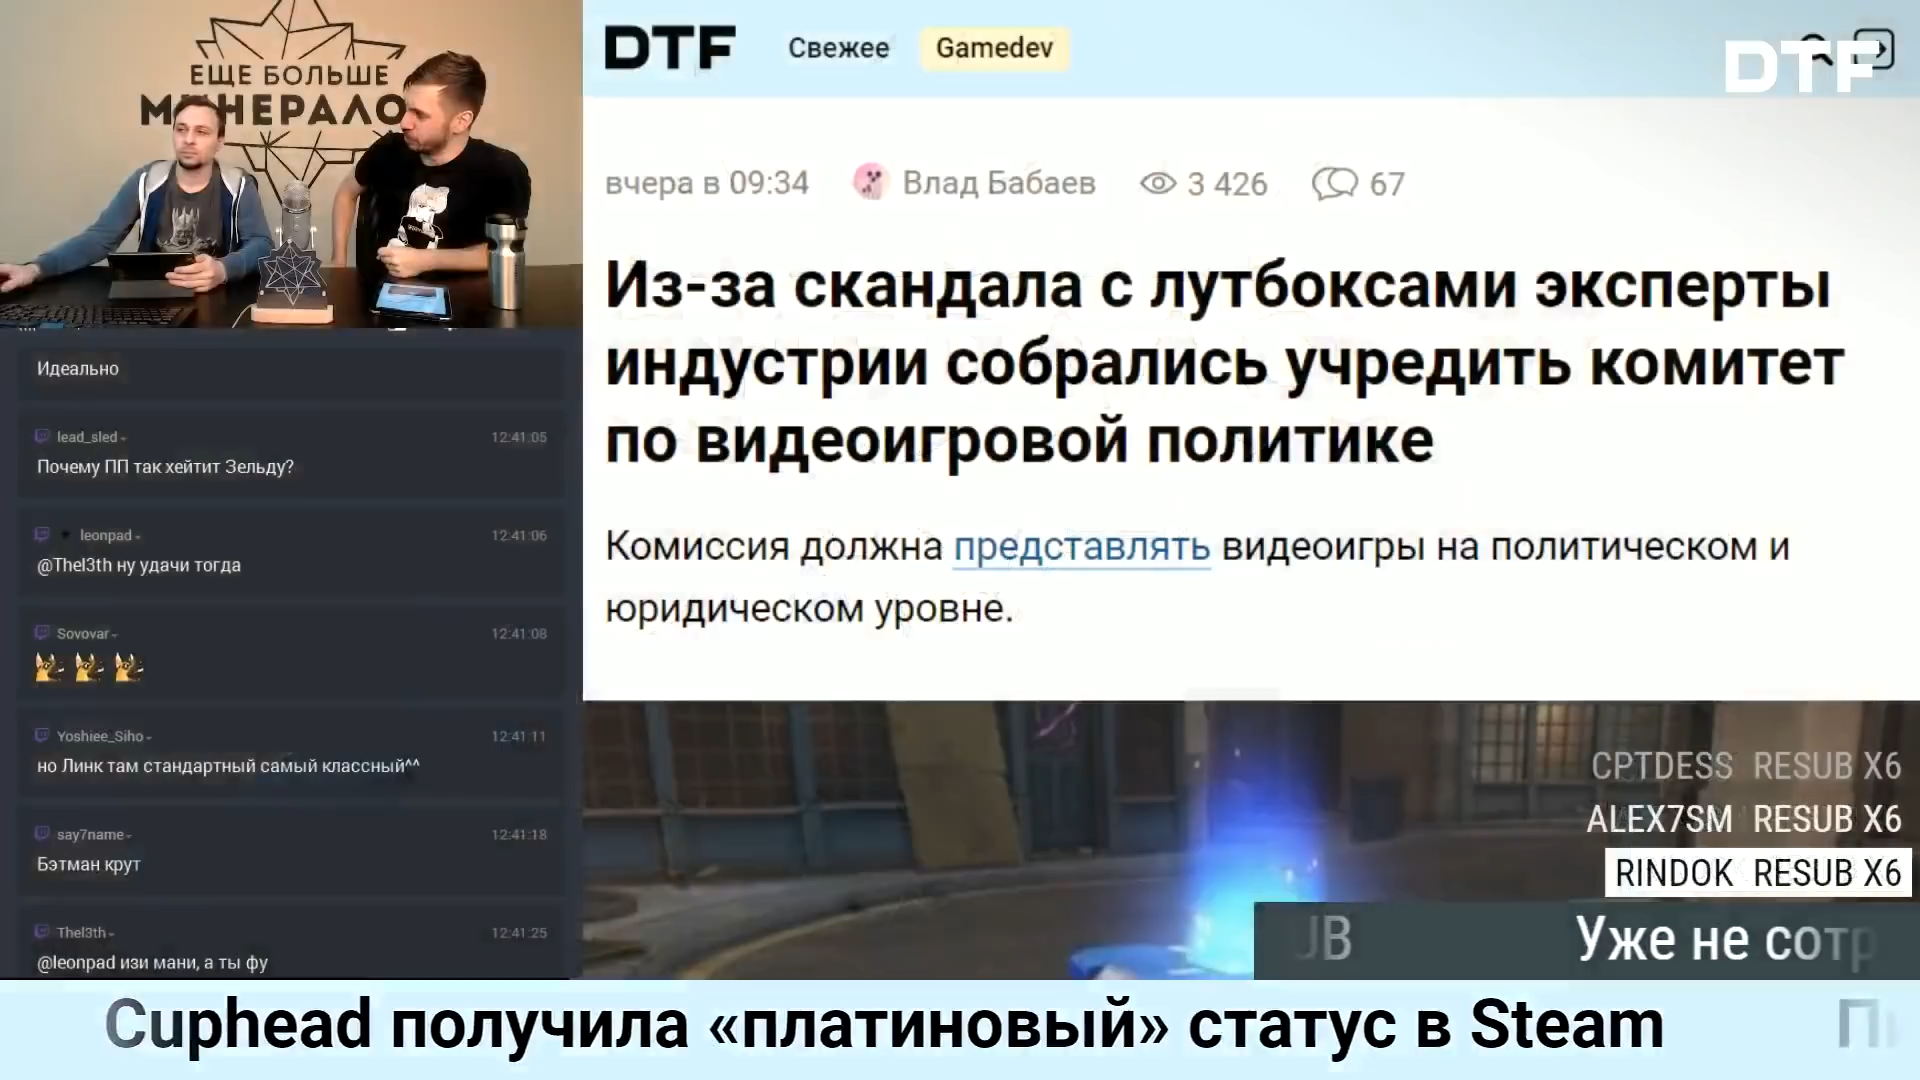 ЕЩЕ БОЛЬШЕ
DTF
Свежее
Gamedev
DTF
вчера в 09:34
Влад Бабаев
3 426
67
Из-за скандала с лутбоксами эксперты
индустрии собрались учредить комитет
по видеоигровой политике
Комиссия должна представлять видеоигры на политическом и
юридическом уровне.
Идеально
lead_sled
12:41:05
Почему ПП так хейтит Зельду?
leonpad
12:41:06
@Thel3th ну удачи тогда
Sovovar
12:41:08
Yoshiee_Siho
12:41:11
но Линк там стандартный самый классный^^
say7name
12:41:18
Бэтман крут
Thel3th
12:41:25
@leonpad изи мани, а ты фу
CPTDESS RESUB X6
ALEX7SM RESUB X6
RINDOK RESUB X6
Уже не сотр
Cuphead получила «платиновый» статус в Steam